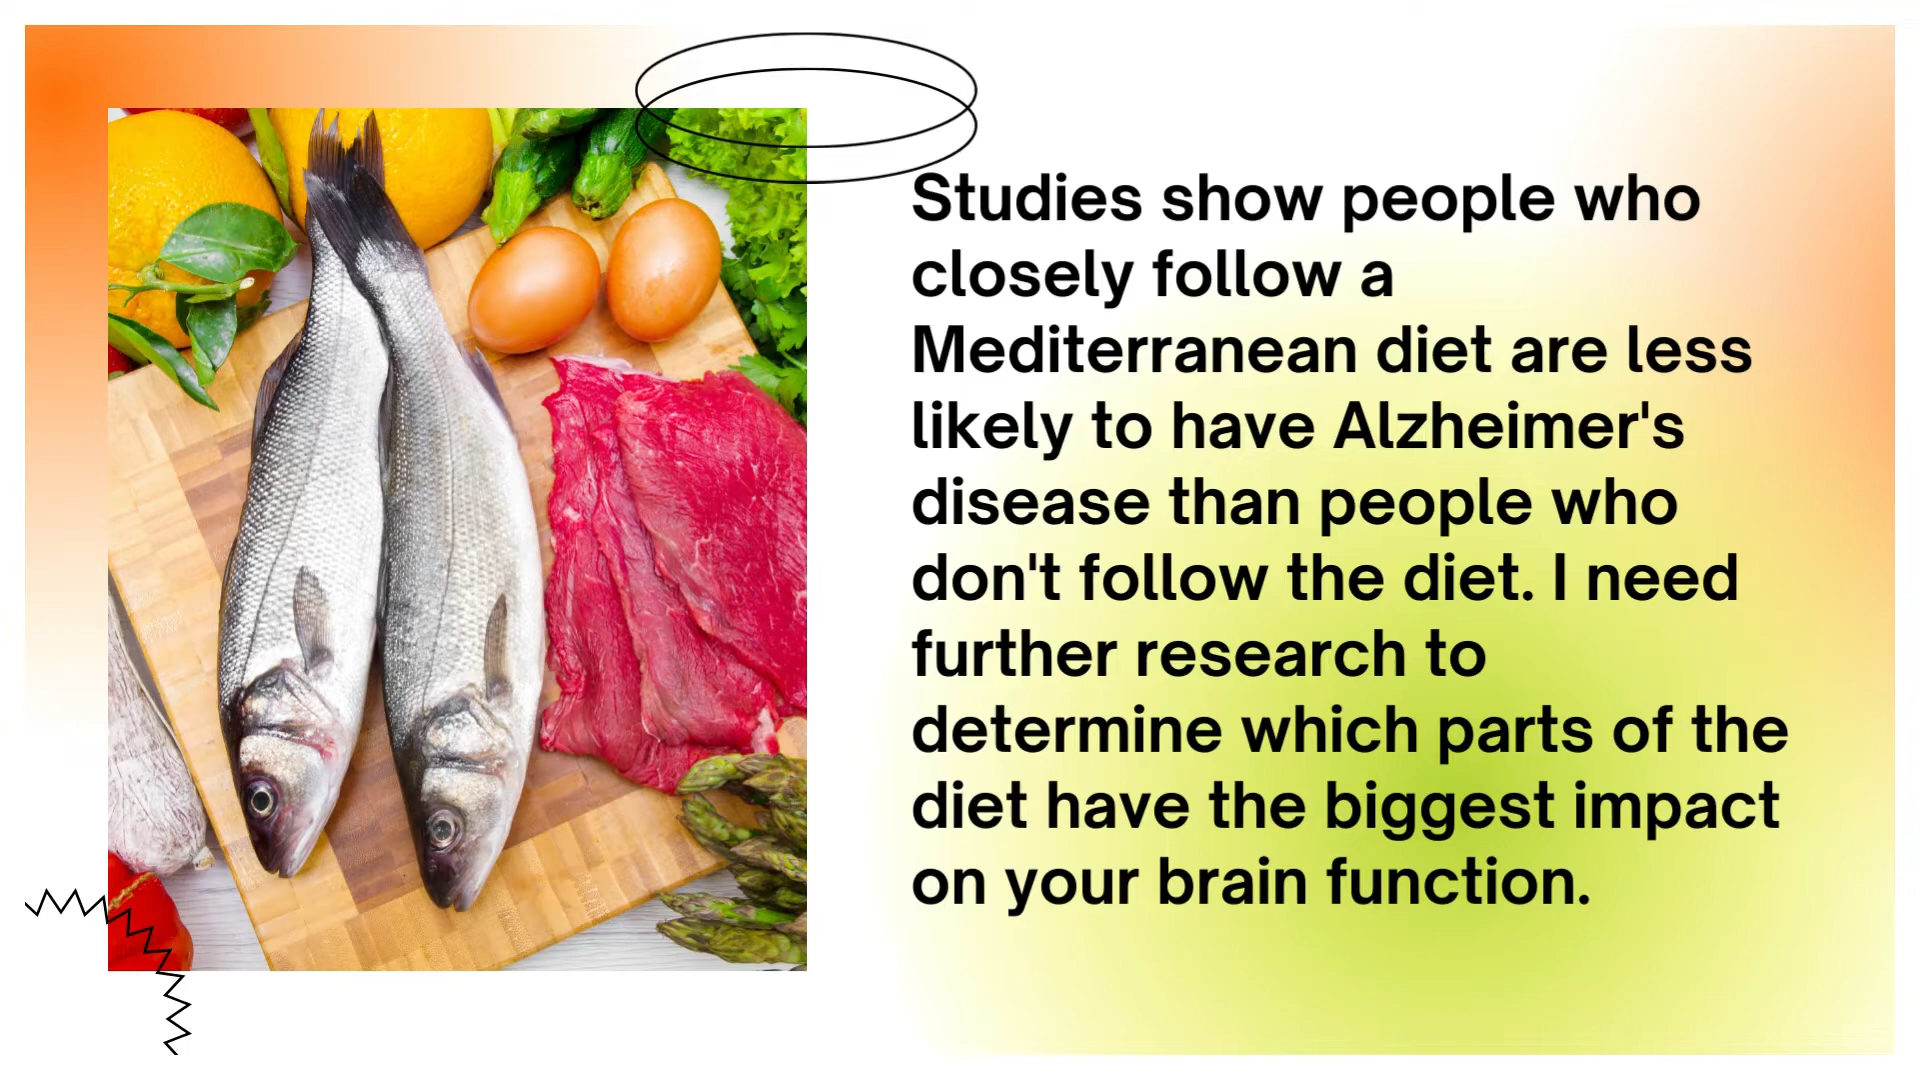 Studies show people who
closely follow a
Mediterranean diet are less
likely to have Alzheimer's
disease than people who
don't follow the diet. I need
further research to
determine which parts of the
diet have the biggest impact
on your brain function.